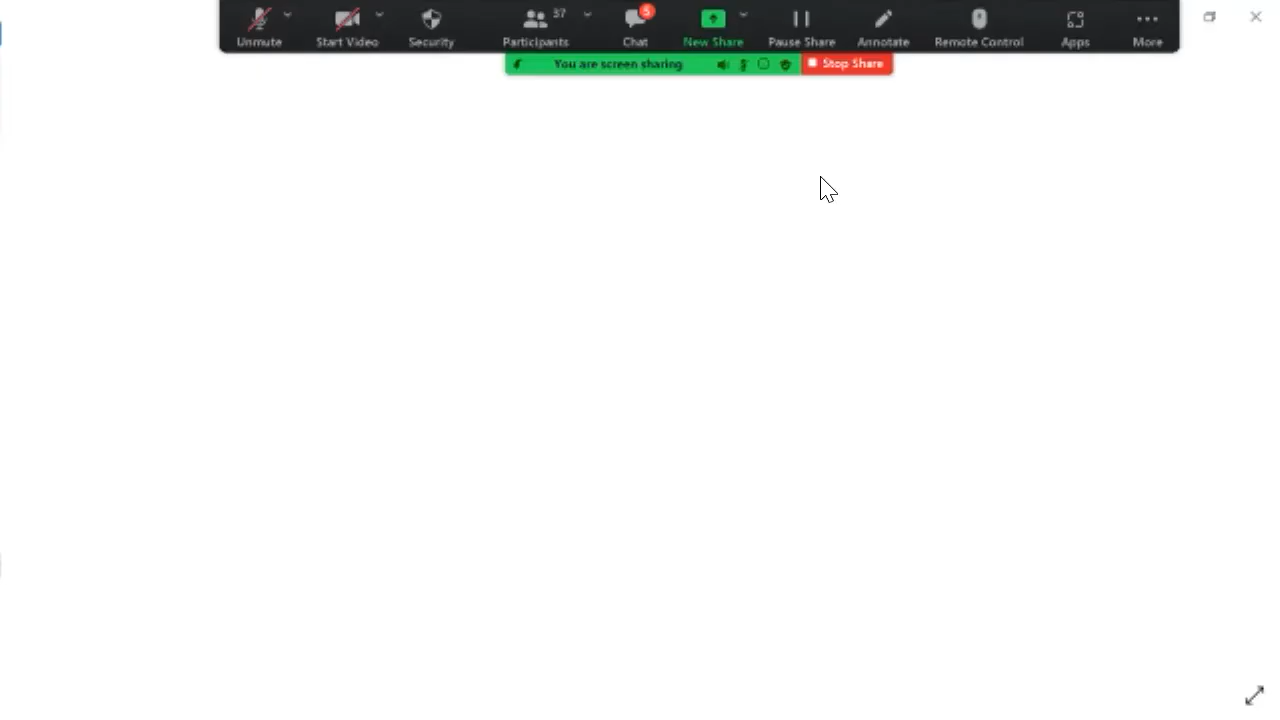 37 5
Unmute Start Video Security Participants Chat New Share Pause Share Annotate Remote Control Apps More
You are screen sharing Stop Share